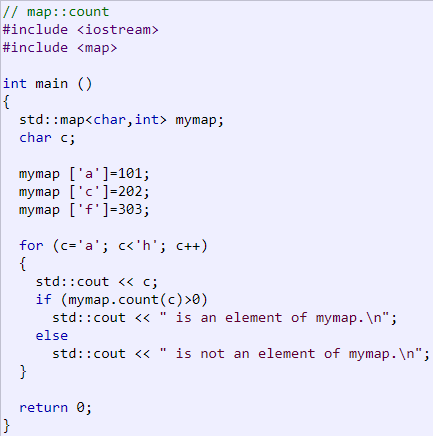 // map::count
#include <iostream>
#include <map>

int main ()
{
  std::map<char,int> mymap;
  char c;

  mymap ['a']=101;
  mymap ['c']=202;
  mymap ['f']=303;

  for (c='a'; c<'h'; c++)
  {
    std::cout << c;
    if (mymap.count(c)>0)
      std::cout << " is an element of mymap.\n";
    else
      std::cout << " is not an element of mymap.\n";
  }

  return 0;
}